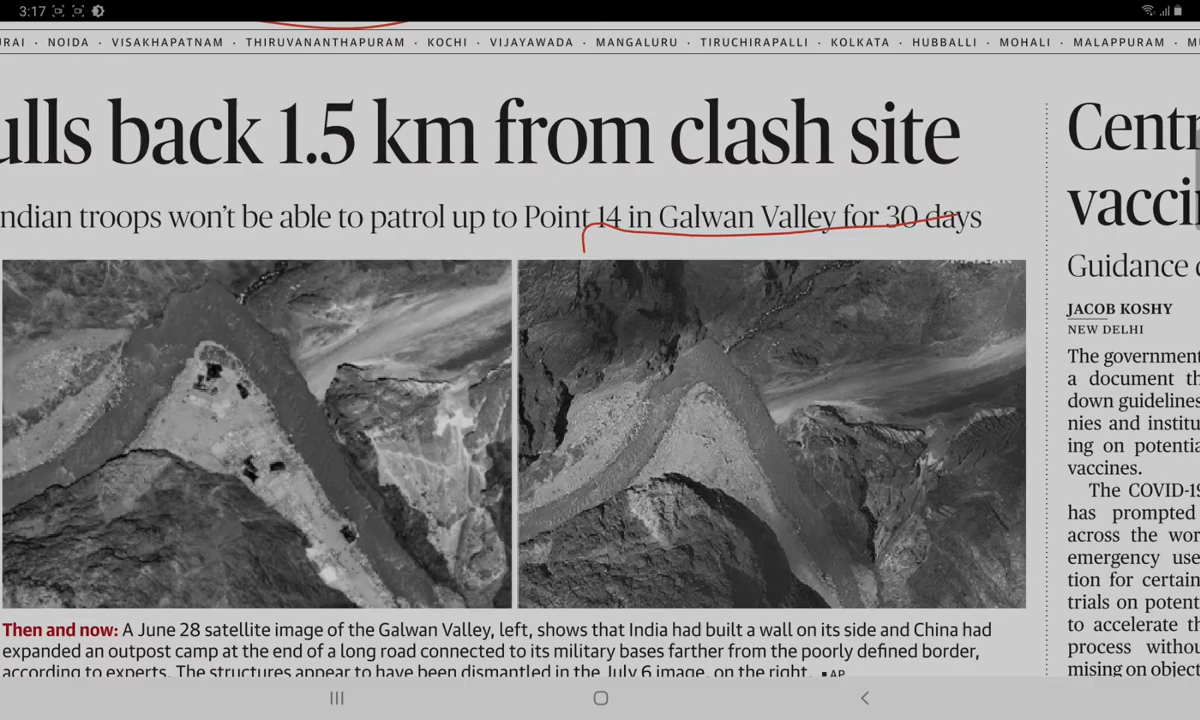 3:17
NOIDA · VISAKHAPATNAM · THIRUVANANTHAPURAM · KOCHI · VIJAYAWADA · MANGALURU · TIRUCHIRAPALLI · KOLKATA · HUBBALLI · MOHALI · MALAPPURAM ·
ulls back 1.5 km from clash site
ndian troops won't be able to patrol up to Point 14 in Galwan Valley for 30 days
Then and now: A June 28 satellite image of the Galwan Valley, left, shows that India had built a wall on its side and China had
expanded an outpost camp at the end of a long road connected to its military bases farther from the poorly defined border,
according to experts. The structures appear to have been dismantled in the July 6 image, on the right. ■ AP
Centr
vacci
Guidance
JACOB KOSHY
NEW DELHI
The government
a document th
down guidelines
nies and institu
ing on potentia
vaccines.
The COVID-19
has prompted
across the wor
emergency use
tion for certain
trials on potent
to accelerate th
process withou
mising on object